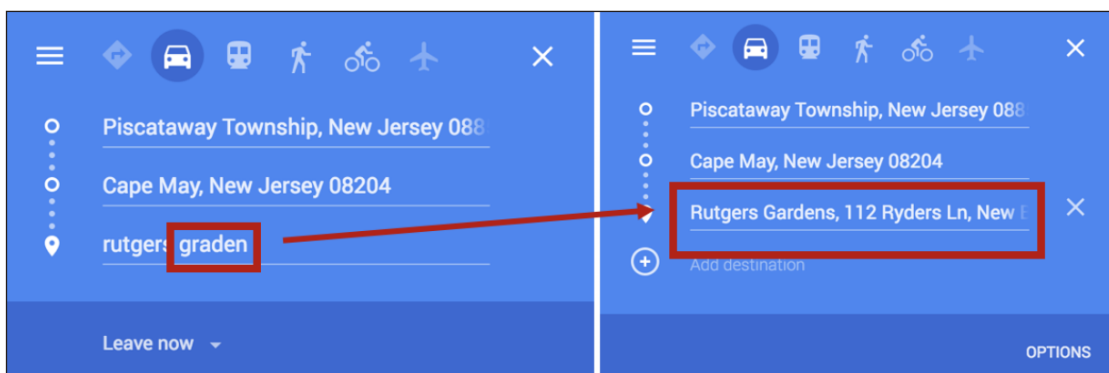 Piscataway Township, New Jersey 088
Cape May, New Jersey 08204
rutgers graden
Leave now
Piscataway Township, New Jersey 088
Cape May, New Jersey 08204
Rutgers Gardens, 112 Ryders Ln, New B
Add destination
OPTIONS